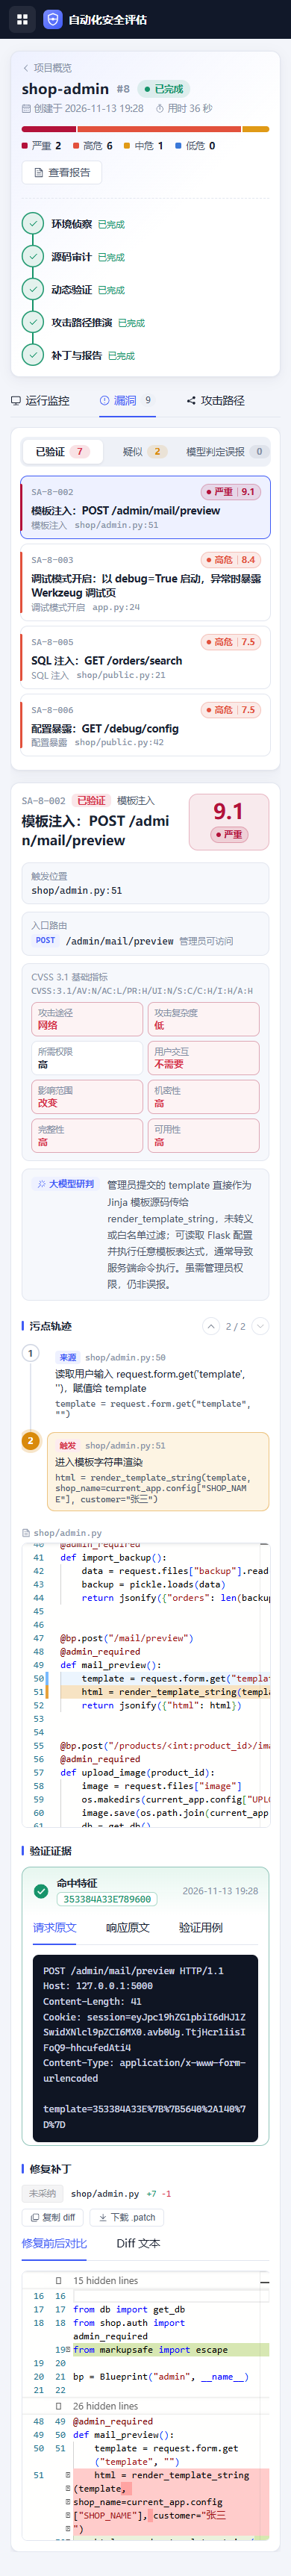 自动化安全评估
项目概览
shop-admin #8 已完成
创建于 2026-11-13 19:28 用时 36 秒
严重 2 高危 6 中危 1 低危 0
查看报告
环境侦察 已完成
源码审计 已完成
动态验证 已完成
攻击路径推演 已完成
补丁与报告 已完成
运行监控 漏洞 9 攻击路径
已验证 7 疑似 2 模型判定误报 0
SA-8-002 严重 9.1
模板注入：POST /admin/mail/preview
模板注入 shop/admin.py:51
SA-8-003 高危 8.4
调试模式开启：以 debug=True 启动，异常时暴露
Werkzeug 调试页
调试模式开启 app.py:24
SA-8-005 高危 7.5
SQL 注入：GET /orders/search
SQL 注入 shop/public.py:21
SA-8-006 高危 7.5
配置暴露：GET /debug/config
配置暴露 shop/public.py:42
SA-8-002 已验证 模板注入
模板注入：POST /admi
n/mail/preview
9.1
严重
触发位置
shop/admin.py:51
入口路由
POST /admin/mail/preview 管理员可访问
CVSS 3.1 基础指标
CVSS:3.1/AV:N/AC:L/PR:H/UI:N/S:C/C:H/I:H/A:H
攻击途径 攻击复杂度
网络 低
所需权限 用户交互
高 不需要
影响范围 机密性
改变 高
完整性 可用性
高 高
大模型研判 管理员提交的 template 直接作为
Jinja 模板源码传给
render_template_string，未转义
或白名单过滤；可读取 Flask 配置
并执行任意模板表达式，通常导致
服务端命令执行。虽需管理员权
限，仍非误报。
污点轨迹 2 / 2
1 来源 shop/admin.py:50
读取用户输入 request.form.get('template',
'')，赋值给 template
template = request.form.get("template",
"")
2 触发 shop/admin.py:51
进入模板字符串渲染
html = render_template_string(template,
shop_name=current_app.config["SHOP_NAM
E"], customer="张三")
shop/admin.py
40 @admin_required
41 def import_backup():
42 data = request.files["backup"].read
43 backup = pickle.loads(data)
44 return jsonify({"orders": len(backup
45
46
47 @bp.post("/mail/preview")
48 @admin_required
49 def mail_preview():
50 template = request.form.get("templat
51 html = render_template_string(templa
52 return jsonify({"html": html})
53
54
55 @bp.post("/products/<int:product_id>/ima
56 @admin_required
57 def upload_image(product_id):
58 image = request.files["image"]
59 os.makedirs(current_app.config["UPLO
60 image.save(os.path.join(current_app
61 db = get_db()
验证证据
命中特征
353384A33E789600 2026-11-13 19:28
请求原文 响应原文 验证用例
POST /admin/mail/preview HTTP/1.1
Host: 127.0.0.1:5000
Content-Length: 41
Cookie: session=eyJpc19hZG1pbiI6dHJ1Z
SwidXNlcl9pZCI6MX0.avb0Ug.TtjHcr1iisI
FoQ9-hhcufedAti4
Content-Type: application/x-www-form-
urlencoded
template=353384A33E%7B%7B5640%2A140%7
D%7D
修复补丁
未采纳 shop/admin.py +7 -1
复制 diff 下载 .patch
修复前后对比 Diff 文本
15 hidden lines
16 16
17 17 from db import get_db
18 18 from shop.auth import
admin_required
19 from markupsafe import escape
19 20
20 21 bp = Blueprint("admin", __name__)
21 22
26 hidden lines
48 49 @admin_required
49 50 def mail_preview():
50 51 template = request.form.get
("template", "")
51 html = render_template_string
(template,
shop_name=current_app.config
["SHOP_NAME"], customer="张三
")